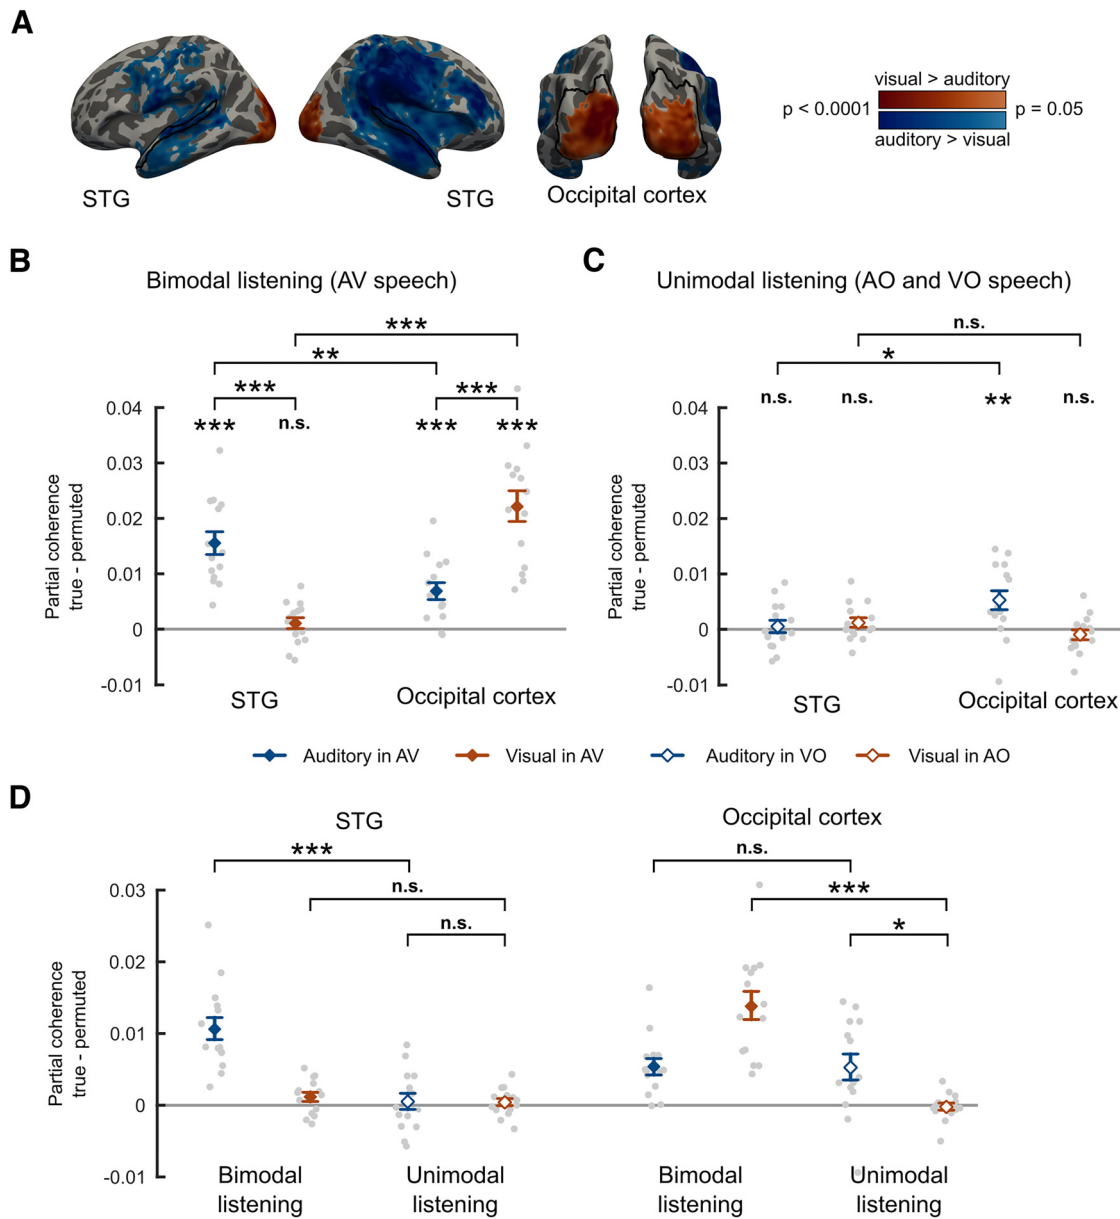 A
STG
STG
Occipital cortex
visual > auditory
p < 0.0001
p = 0.05
auditory > visual
B
Bimodal listening (AV speech)
***
**
***
***
***
n.s.
***
***
0.04
0.03
0.02
0.01
0
-0.01
Partial coherence
true - permuted
STG
Occipital cortex
C
Unimodal listening (AO and VO speech)
n.s.
*
n.s.
n.s.
**
n.s.
0.04
0.03
0.02
0.01
0
-0.01
Partial coherence
true - permuted
STG
Occipital cortex
Auditory in AV
Visual in AV
Auditory in VO
Visual in AO
D
STG
Occipital cortex
***
n.s.
n.s.
n.s.
***
*
0.03
0.02
0.01
0
-0.01
Partial coherence
true - permuted
Bimodal
listening
Unimodal
listening
Bimodal
listening
Unimodal
listening